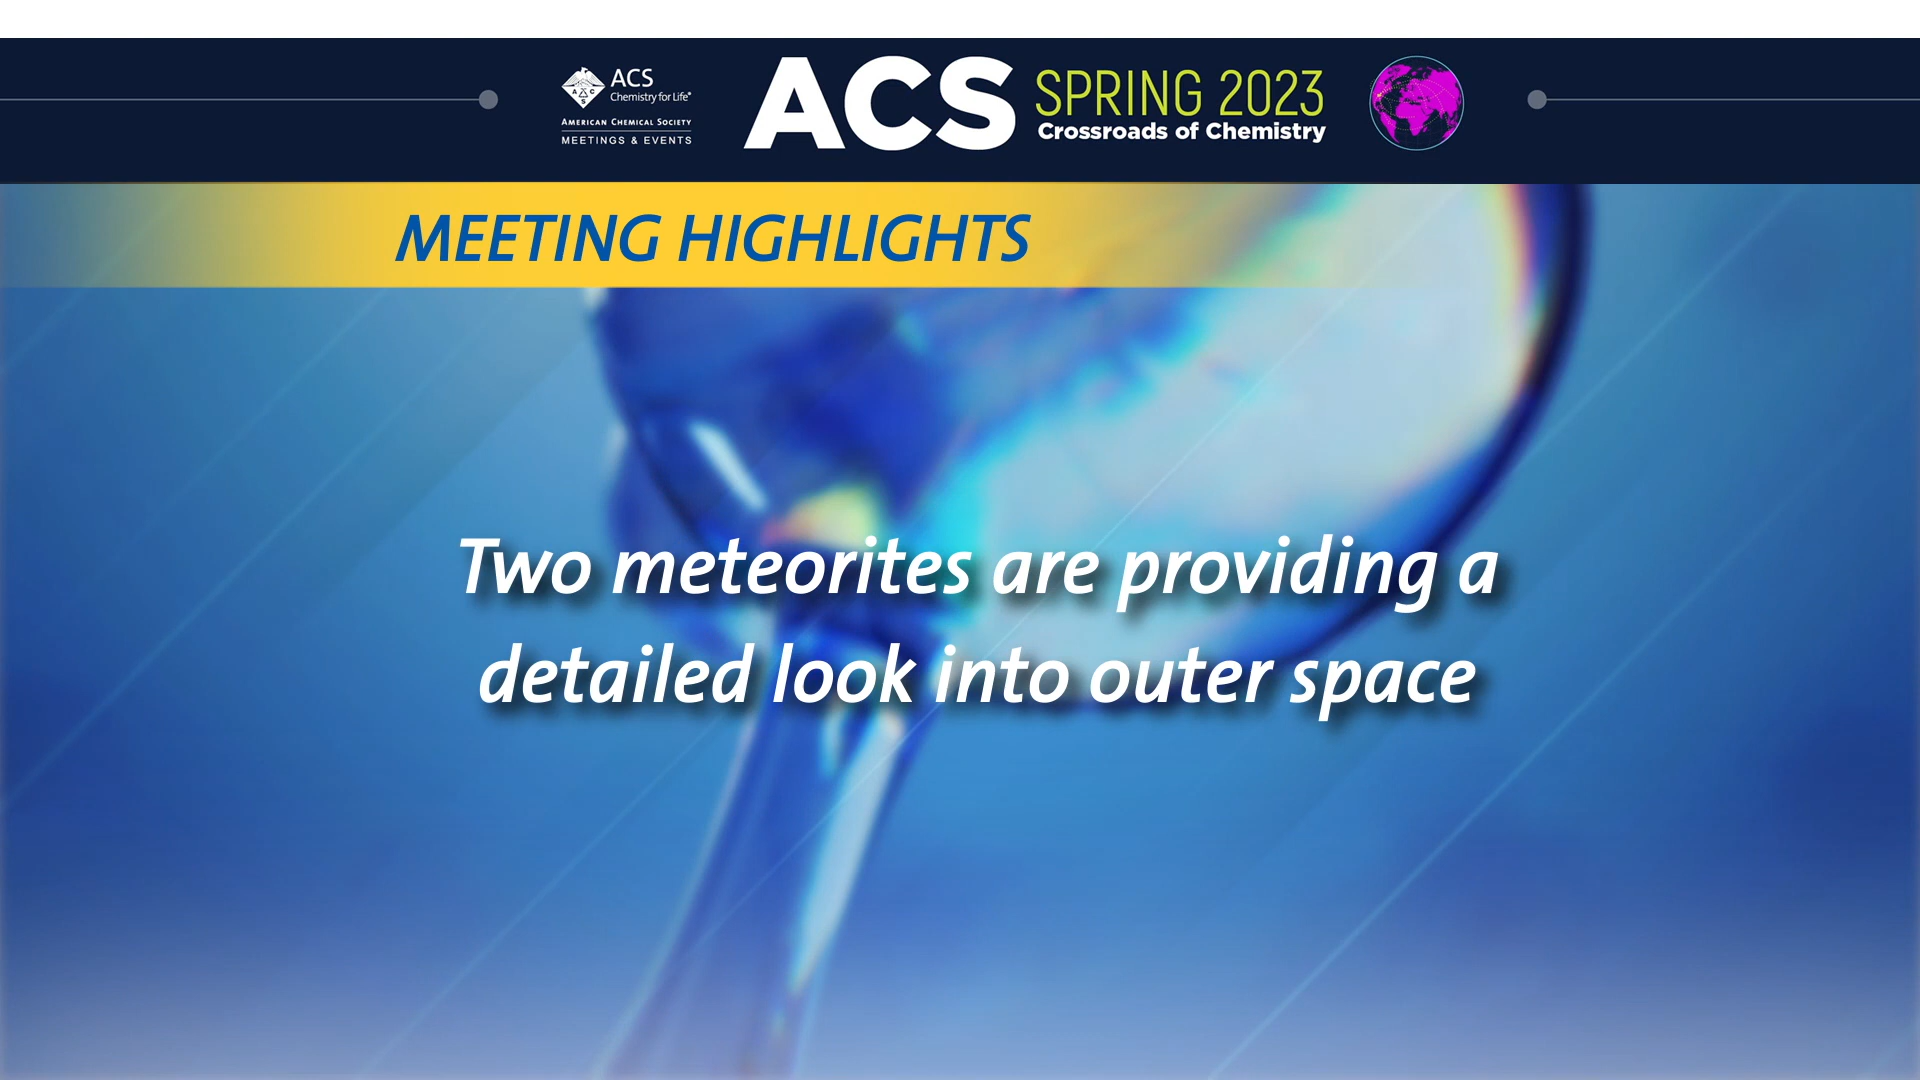 ACS
Chemistry for Life®
AMERICAN CHEMICAL SOCIETY
MEETINGS & EVENTS
ACS
SPRING 2023
Crossroads of Chemistry
MEETING HIGHLIGHTS
Two meteorites are providing a
detailed look into outer space